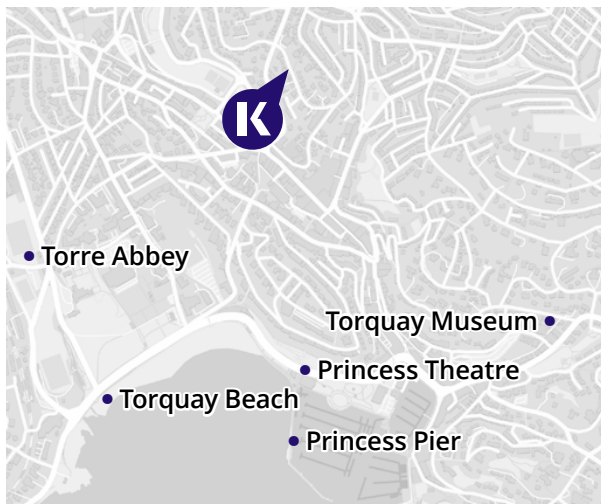 K
Torre Abbey
Torquay Museum
Princess Theatre
Torquay Beach
Princess Pier